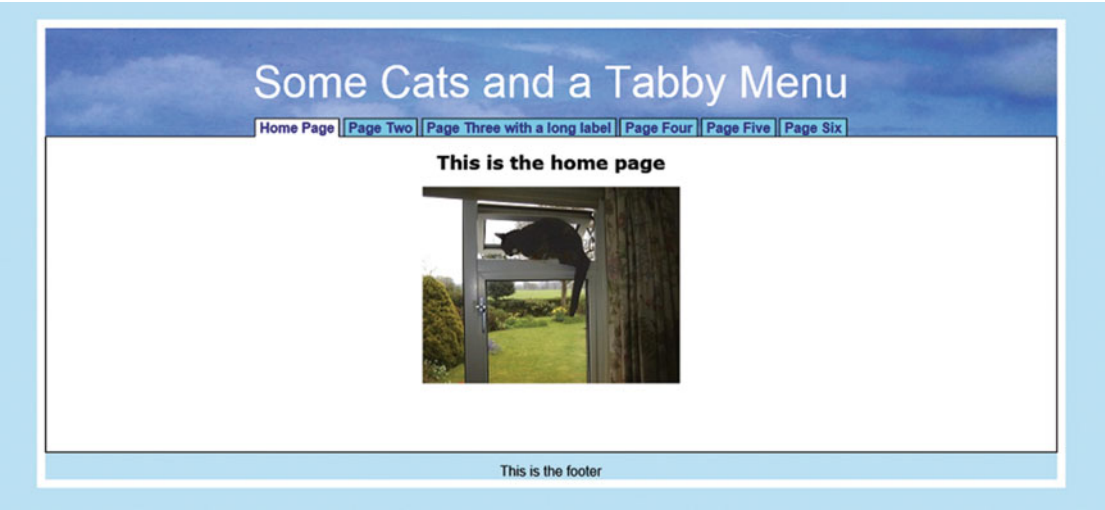 Some Cats and a Tabby Menu
Home Page Page Two Page Three with a long label Page Four Page Five Page Six
This is the home page
This is the footer